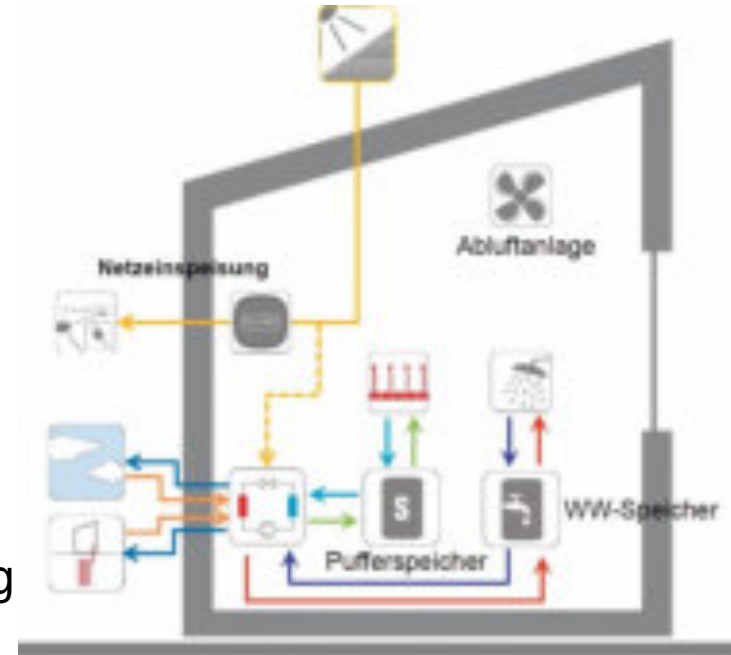 Abluftanlage
Netzeinspeisung
S
WW-Speicher
Pufferspeicher
g